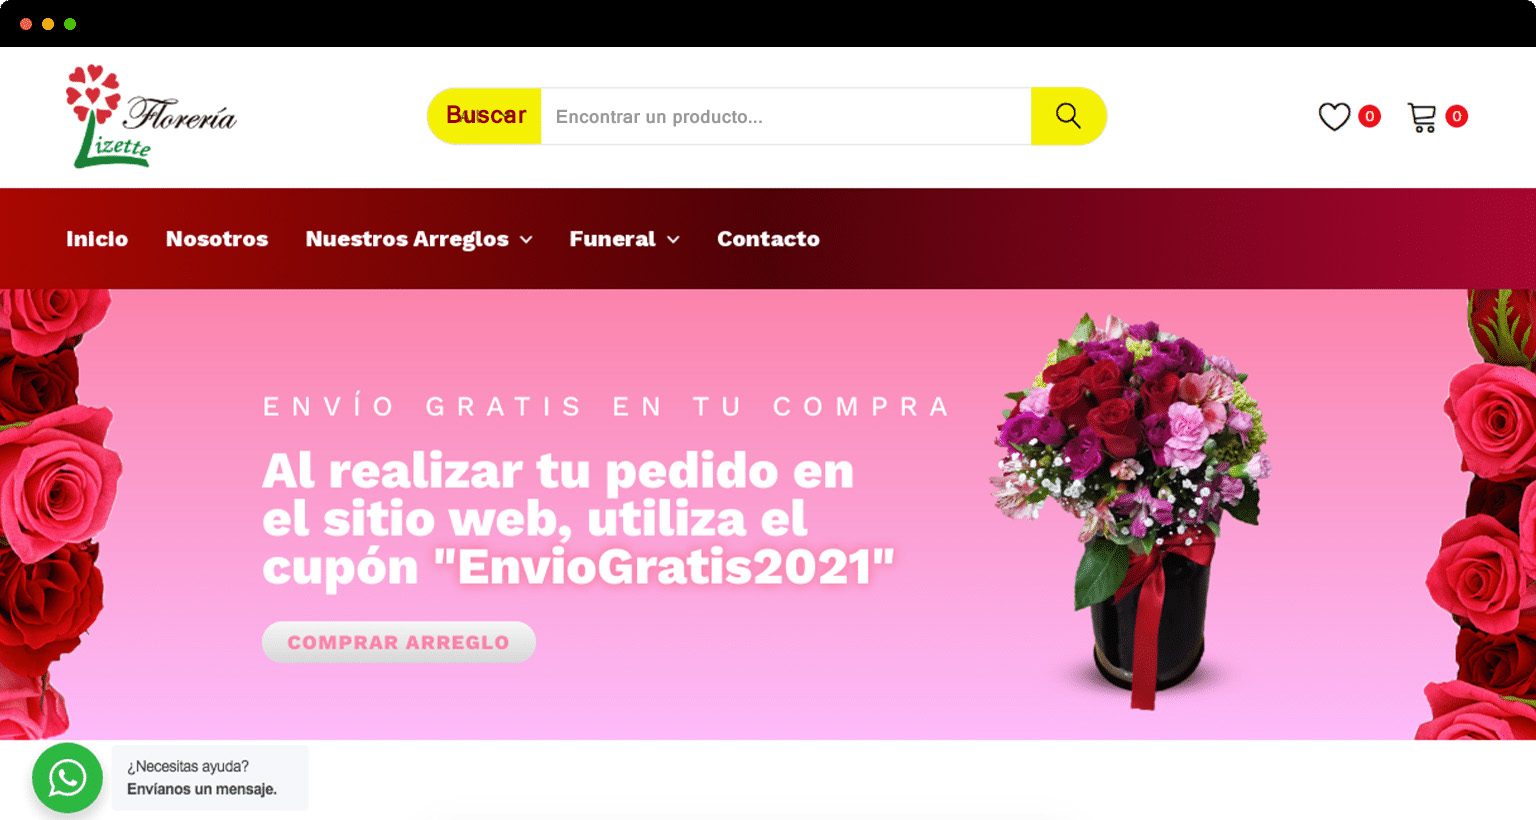 Florería
Lizette
Buscar
Encontrar un producto...
0
0
Inicio
Nosotros
Nuestros Arreglos
Funeral
Contacto
ENVÍO GRATIS EN TU COMPRA
Al realizar tu pedido en
el sitio web, utiliza el
cupón "EnvioGratis2021"
COMPRAR ARREGLO
¿Necesitas ayuda?
Envíanos un mensaje.